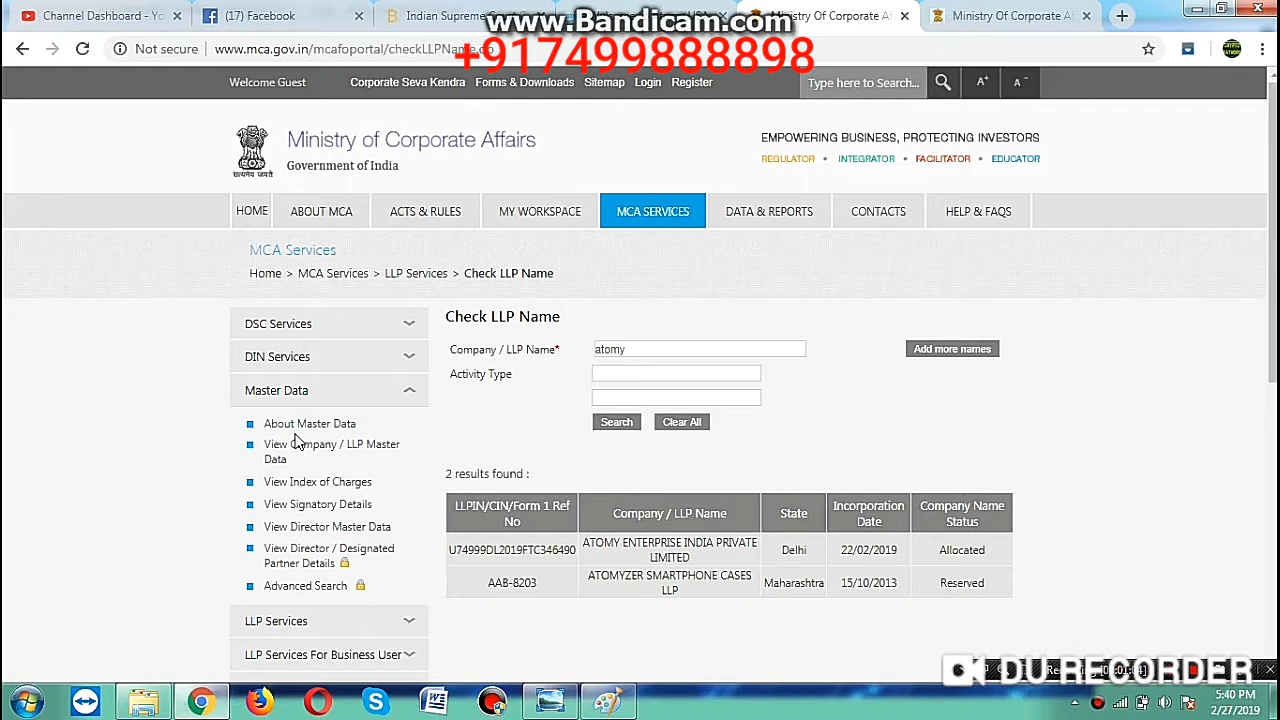 Channel Dashboard - Y
(17) Facebook
Indian Supreme
Ministry Of Corporate Af
Ministry Of Corporate Af
www.Bandicam.com
+917499888898
Not secure
www.mca.gov.in/mcafoportal/checkLLPName.do
Welcome Guest
Corporate Seva Kendra
Forms & Downloads
Sitemap
Login
Register
Type here to Search...
A+
A-
Ministry of Corporate Affairs
Government of India
सत्यमेव जयते
EMPOWERING BUSINESS, PROTECTING INVESTORS
REGULATOR • INTEGRATOR • FACILITATOR • EDUCATOR
HOME
ABOUT MCA
ACTS & RULES
MY WORKSPACE
MCA SERVICES
DATA & REPORTS
CONTACTS
HELP & FAQS
MCA Services
Home > MCA Services > LLP Services > Check LLP Name
DSC Services
DIN Services
Master Data
About Master Data
View Company / LLP Master
Data
View Index of Charges
View Signatory Details
View Director Master Data
View Director / Designated
Partner Details
Advanced Search
LLP Services
LLP Services For Business User
Check LLP Name
Company / LLP Name*
atomy
Add more names
Activity Type
Search
Clear All
2 results found :
LLPIN/CIN/Form 1 Ref
No
Company / LLP Name
State
Incorporation
Date
Company Name
Status
U74999DL2019FTC346490
ATOMY ENTERPRISE INDIA PRIVATE
LIMITED
Delhi
22/02/2019
Allocated
AAB-8203
ATOMYZER SMARTPHONE CASES
LLP
Maharashtra
15/10/2013
Reserved
DU RECORDER
5:40 PM
2/27/2019